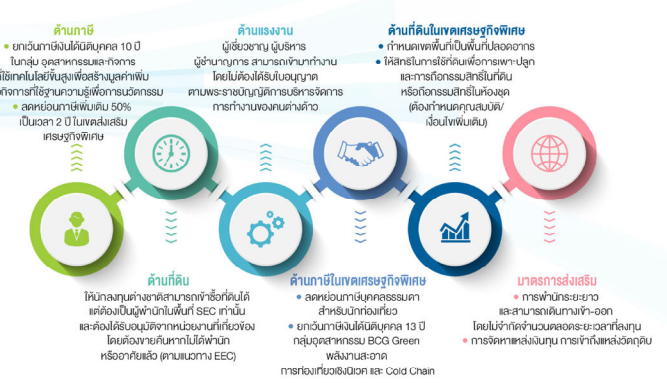 ด้านภาษี
• ยกเว้นภาษีเงินได้นิติบุคคล 10 ปี
ในกลุ่ม อุตสาหกรรมและกิจการ
ที่ใช้เทคโนโลยีขั้นสูงเพื่อสร้างมูลค่าเพิ่ม
กิจการที่ใช้ฐานความรู้เพื่อการนวัตกรรม
• ลดหย่อนภาษีเพิ่มเติม 50%
เป็นเวลา 2 ปี ในเขตส่งเสริม
เศรษฐกิจพิเศษ
ด้านแรงงาน
ผู้เชี่ยวชาญ ผู้บริหาร
ผู้ชำนาญการ สามารถเข้ามาทำงาน
โดยไม่ต้องได้รับใบอนุญาต
ตามพระราชบัญญัติการบริหารจัดการ
การทำงานของคนต่างด้าว
ด้านที่ดินในเขตเศรษฐกิจพิเศษ
• กำหนดเขตพื้นที่เป็นพื้นที่ปลอดอากร
• ให้สิทธิในการใช้ที่ดินเพื่อการเพาะปลูก
และการถือกรรมสิทธิ์ในที่ดิน
หรือถือกรรมสิทธิ์ในห้องชุด
(ต้องกำหนดคุณสมบัติ/
เงื่อนไขเพิ่มเติม)
ด้านที่ดิน
ให้นักลงทุนต่างชาติสามารถเข้าซื้อที่ดินได้
แต่ต้องเป็นผู้พำนักในพื้นที่ SEC เท่านั้น
และต้องได้รับอนุมัติจากหน่วยงานที่เกี่ยวข้อง
โดยต้องขายคืนหากไม่ได้พำนัก
หรืออาศัยแล้ว (ตามแนวทาง EEC)
ด้านภาษีในเขตเศรษฐกิจพิเศษ
• ลดหย่อนภาษีบุคคลธรรมดา
สำหรับนักท่องเที่ยว
• ยกเว้นภาษีเงินได้นิติบุคคล 13 ปี
กลุ่มอุตสาหกรรม BCG Green
พลังงานสะอาด
การท่องเที่ยวเชิงนิเวศ และ Cold Chain
มาตรการส่งเสริม
• การพำนักระยะยาว
และสามารถเดินทางเข้า-ออก
โดยไม่จำกัดจำนวนตลอดระยะเวลาที่ลงทุน
• การจัดหาแหล่งเงินทุน การเข้าถึงแหล่งวัตถุดิบ